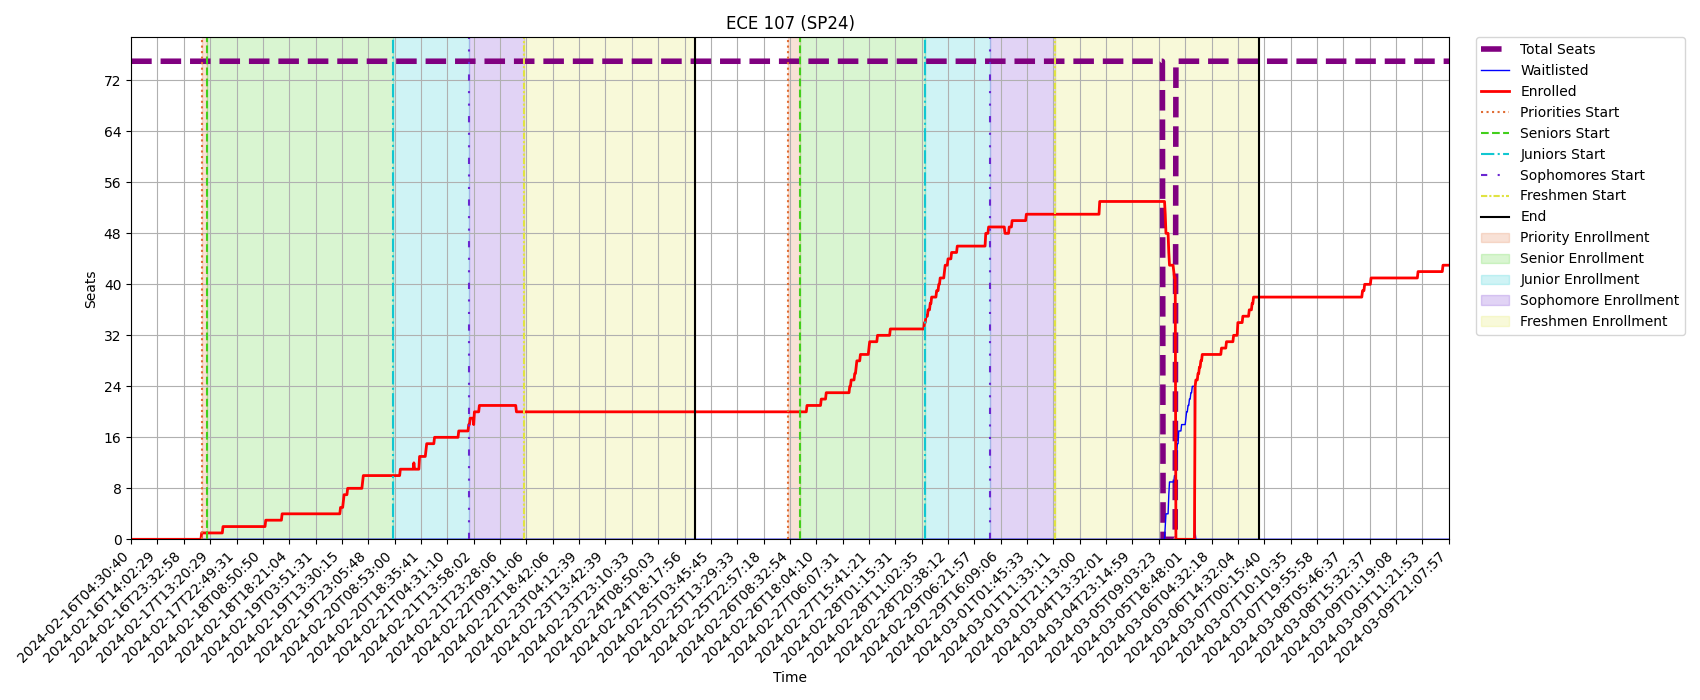 ECE 107 (SP24)
Seats
72
64
56
48
40
32
24
16
8
0
2024-02-16T04:30:40
2024-02-16T14:02:29
2024-02-16T23:32:58
2024-02-17T13:20:29
2024-02-17T22:49:31
2024-02-18T08:50:50
2024-02-18T18:21:04
2024-02-19T03:51:31
2024-02-19T13:30:15
2024-02-19T23:05:48
2024-02-20T08:53:00
2024-02-20T18:35:41
2024-02-21T04:31:10
2024-02-21T13:58:02
2024-02-21T23:28:06
2024-02-22T09:11:06
2024-02-22T18:42:06
2024-02-23T04:12:39
2024-02-23T13:42:39
2024-02-23T23:10:33
2024-02-24T08:50:03
2024-02-24T18:17:56
2024-02-25T03:45:45
2024-02-25T13:29:33
2024-02-25T22:57:18
2024-02-26T08:32:54
2024-02-26T18:04:10
2024-02-27T06:07:31
2024-02-27T15:41:21
2024-02-28T01:15:31
2024-02-28T11:02:35
2024-02-28T20:38:12
2024-02-29T06:21:57
2024-02-29T16:09:06
2024-03-01T01:45:33
2024-03-01T11:33:11
2024-03-01T21:13:00
2024-03-04T13:32:01
2024-03-04T23:14:59
2024-03-05T09:03:23
2024-03-05T18:48:01
2024-03-06T04:32:18
2024-03-06T14:32:04
2024-03-07T00:15:40
2024-03-07T10:10:35
2024-03-07T19:55:58
2024-03-08T05:46:37
2024-03-08T15:32:37
2024-03-09T01:19:08
2024-03-09T11:21:53
2024-03-09T21:07:57
Time
Total Seats
Waitlisted
Enrolled
Priorities Start
Seniors Start
Juniors Start
Sophomores Start
Freshmen Start
End
Priority Enrollment
Senior Enrollment
Junior Enrollment
Sophomore Enrollment
Freshmen Enrollment